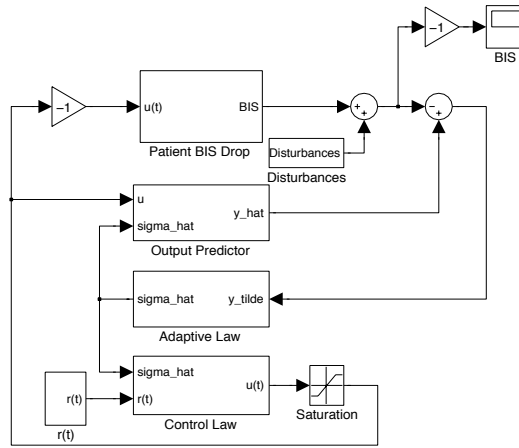 −1
BIS
−1
u(t)
BIS
Patient BIS Drop
+
+
−
+
Disturbances
Disturbances
u
sigma_hat
y_hat
Output Predictor
sigma_hat
y_tilde
Adaptive Law
sigma_hat
r(t)
u(t)
Control Law
Saturation
r(t)
r(t)